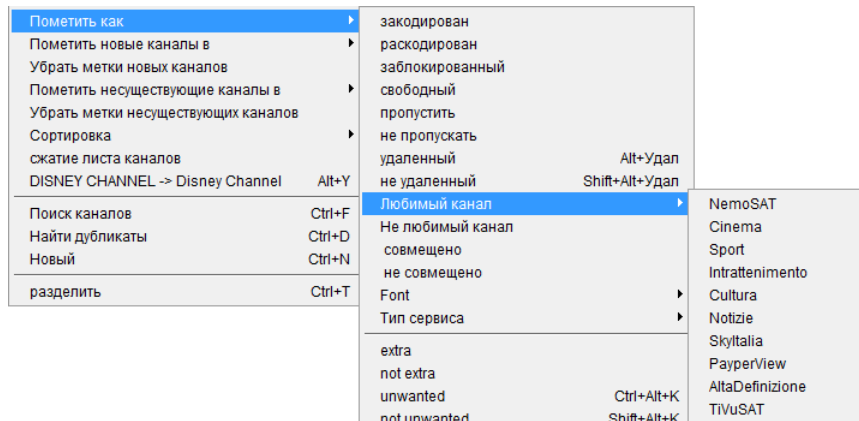 Пометить как
Пометить новые каналы в
Убрать метки новых каналов
Пометить несуществующие каналы в
Убрать метки несуществующих каналов
Сортировка
сжатие листа каналов
DISNEY CHANNEL -> Disney Channel Alt+Y
Поиск каналов Ctrl+F
Найти дубликаты Ctrl+D
Новый Ctrl+N
разделить Ctrl+T
закодирован
раскодирован
заблокированный
свободный
пропустить
не пропускать
удаленный Alt+Удал
не удаленный Shift+Alt+Удал
Любимый канал
Не любимый канал
совмещено
не совмещено
Font
Тип сервиса
extra
not extra
unwanted Ctrl+Alt+K
not unwanted Shift+Alt+K
NemoSAT
Cinema
Sport
Intrattenimento
Cultura
Notizie
SkyItalia
PayperView
AltaDefinizione
TiVuSAT